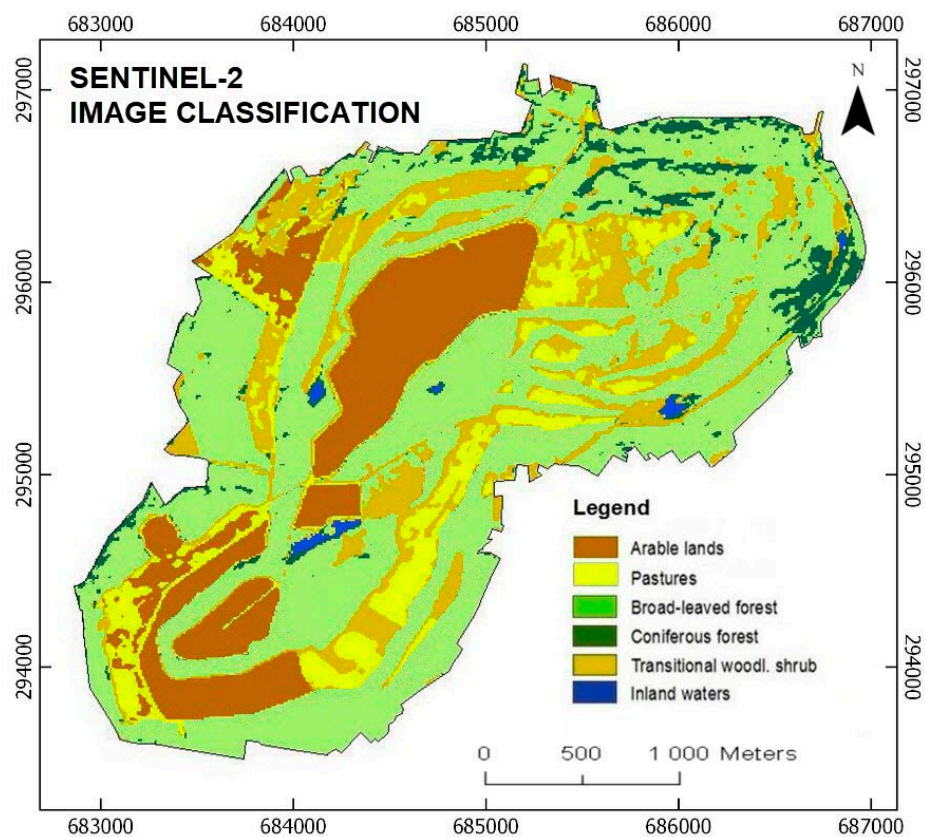 683000 684000 685000 686000 687000
SENTINEL-2
IMAGE CLASSIFICATION
N
297000 297000
296000 296000
295000 295000
Legend
Arable lands
Pastures
Broad-leaved forest
Coniferous forest
Transitional woodl. shrub
Inland waters
294000 294000
0 500 1 000 Meters
683000 684000 685000 686000 687000